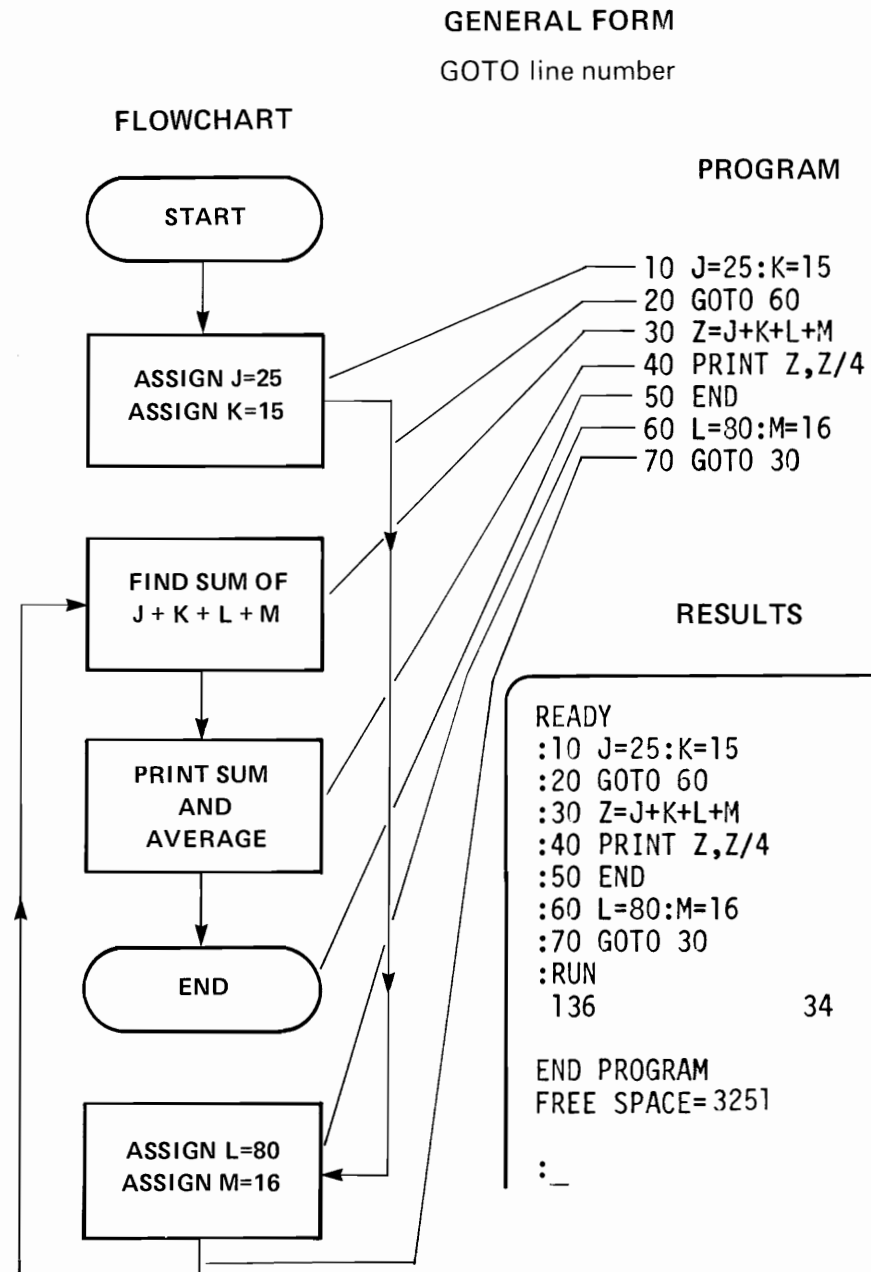 GENERAL FORM
GOTO line number
FLOWCHART
START
ASSIGN J=25
ASSIGN K=15
FIND SUM OF
J + K + L + M
PRINT SUM
AND
AVERAGE
END
ASSIGN L=80
ASSIGN M=16
PROGRAM
10 J=25:K=15
20 GOTO 60
30 Z=J+K+L+M
40 PRINT Z,Z/4
50 END
60 L=80:M=16
70 GOTO 30
RESULTS
READY
:10 J=25:K=15
:20 GOTO 60
:30 Z=J+K+L+M
:40 PRINT Z,Z/4
:50 END
:60 L=80:M=16
:70 GOTO 30
:RUN
136 34
END PROGRAM
FREE SPACE=3251
:_